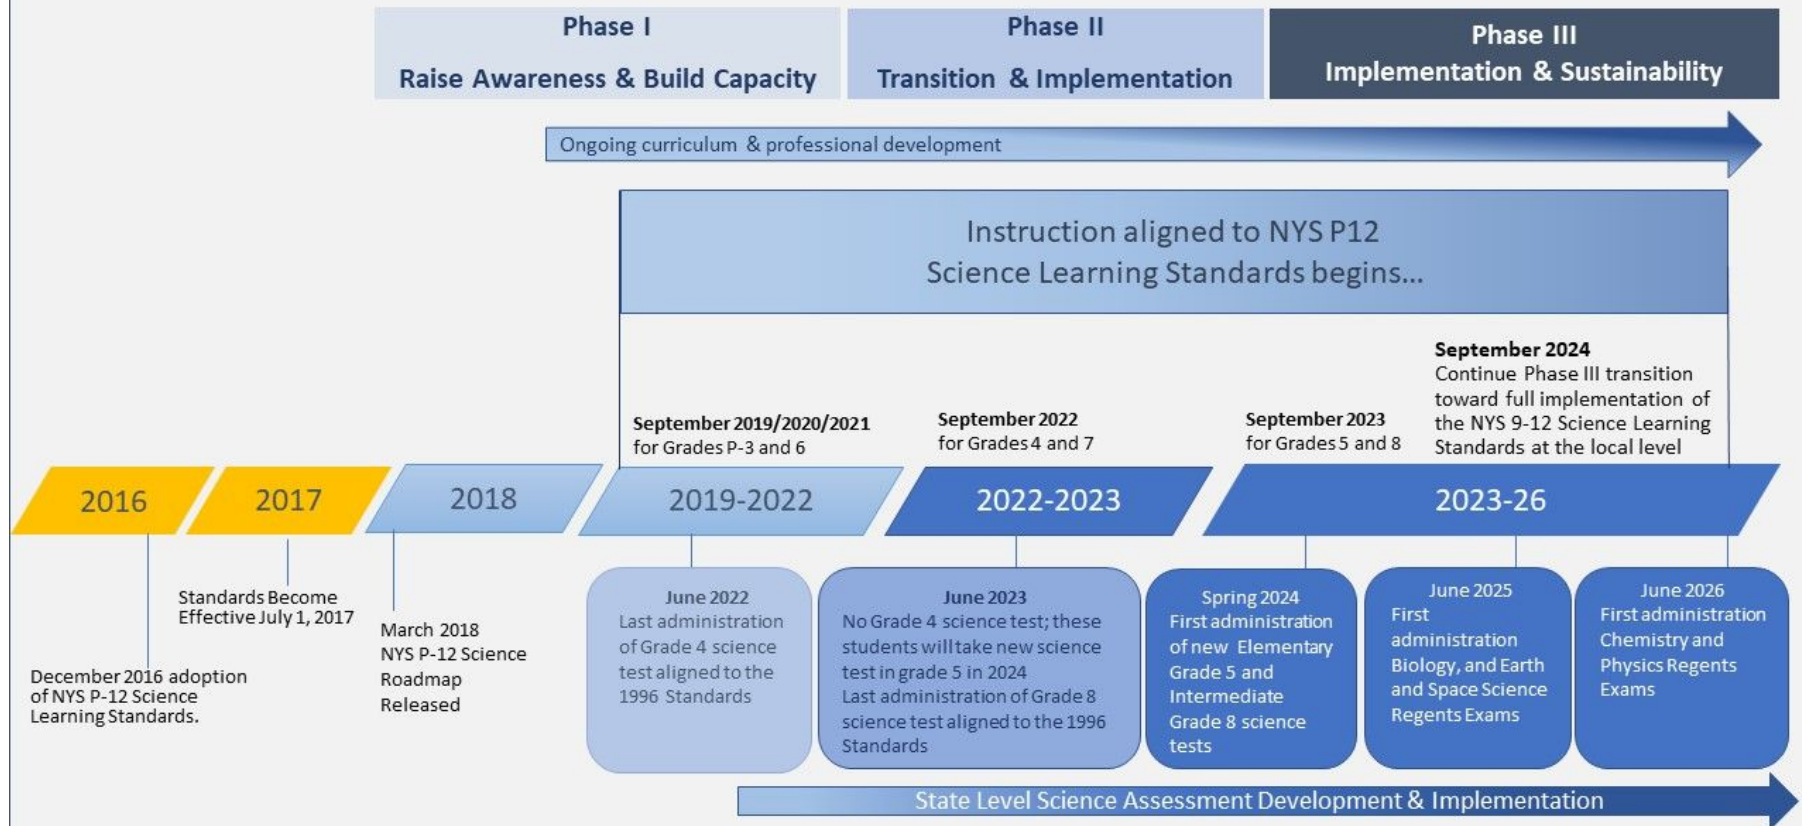 Phase I
Raise Awareness & Build Capacity
Phase II
Transition & Implementation
Phase III
Implementation & Sustainability
Ongoing curriculum & professional development
Instruction aligned to NYS P12
Science Learning Standards begins...
September 2019/2020/2021
for Grades P-3 and 6
September 2022
for Grades 4 and 7
September 2023
for Grades 5 and 8
September 2024
Continue Phase III transition
toward full implementation of
the NYS 9-12 Science Learning
Standards at the local level
2016
2017
2018
2019-2022
2022-2023
2023-26
December 2016 adoption
of NYS P-12 Science
Learning Standards.
Standards Become
Effective July 1, 2017
March 2018
NYS P-12 Science
Roadmap
Released
June 2022
Last administration
of Grade 4 science
test aligned to the
1996 Standards
June 2023
No Grade 4 science test; these
students will take new science
test in grade 5 in 2024
Last administration of Grade 8
science test aligned to the 1996
Standards
Spring 2024
First administration
of new Elementary
Grade 5 and
Intermediate
Grade 8 science
tests
June 2025
First
administration
Biology, and Earth
and Space Science
Regents Exams
June 2026
First administration
Chemistry and
Physics Regents
Exams
State Level Science Assessment Development & Implementation